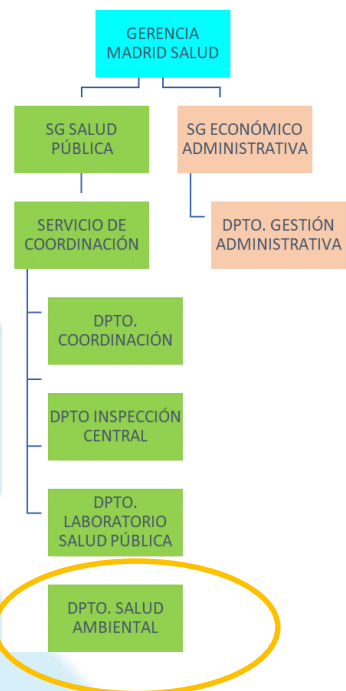 GERENCIA
MADRID SALUD
SG SALUD
PÚBLICA
SG ECONÓMICO
ADMINISTRATIVA
SERVICIO DE
COORDINACIÓN
DPTO. GESTIÓN
ADMINISTRATIVA
DPTO.
COORDINACIÓN
DPTO INSPECCIÓN
CENTRAL
DPTO.
LABORATORIO
SALUD PÚBLICA
DPTO. SALUD
AMBIENTAL